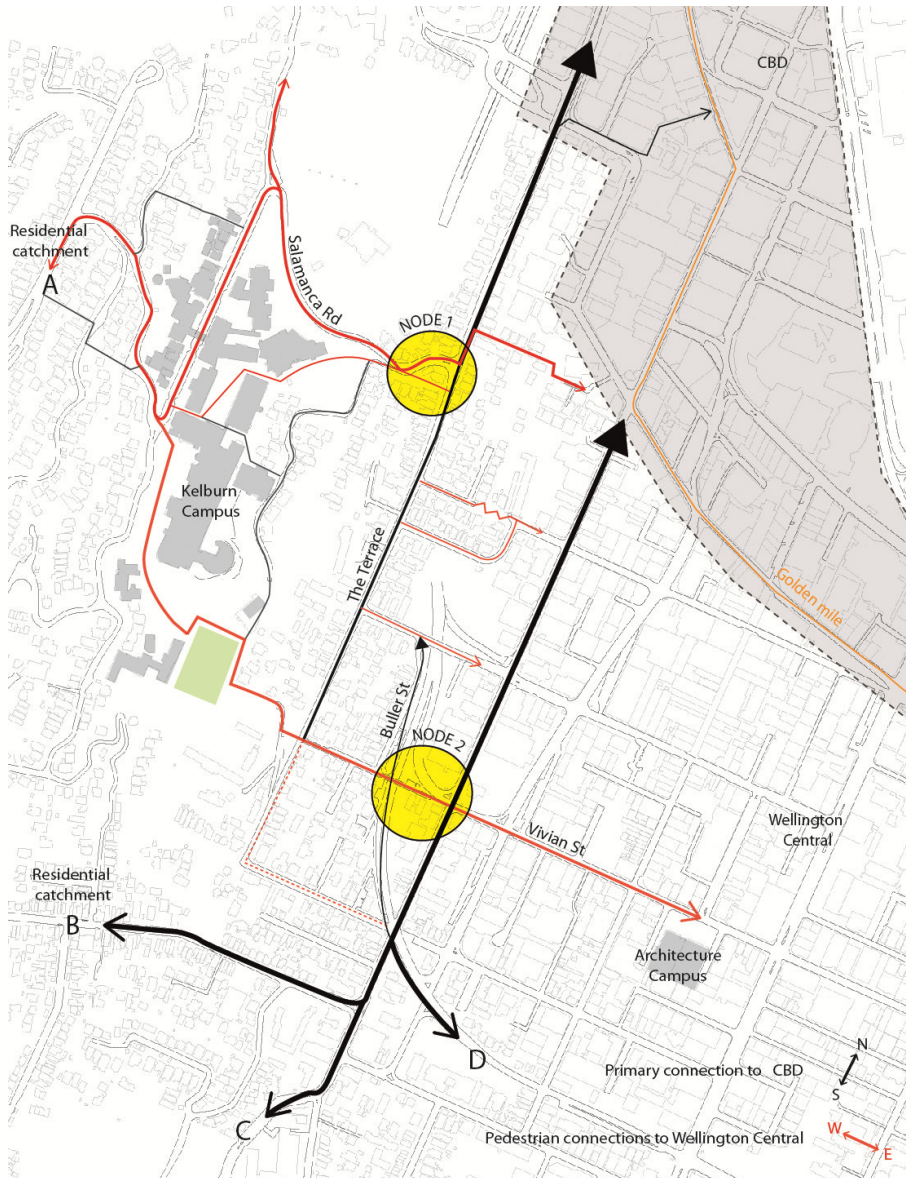 CBD
Residential
catchment
A
Salamanca Rd
NODE 1
Kelburn
Campus
The Terrace
Golden mile
Buller St
NODE 2
Vivian St
Wellington
Central
Residential
catchment
B
Architecture
Campus
D
C
N
S
Primary connection to CBD
W
E
Pedestrian connections to Wellington Central